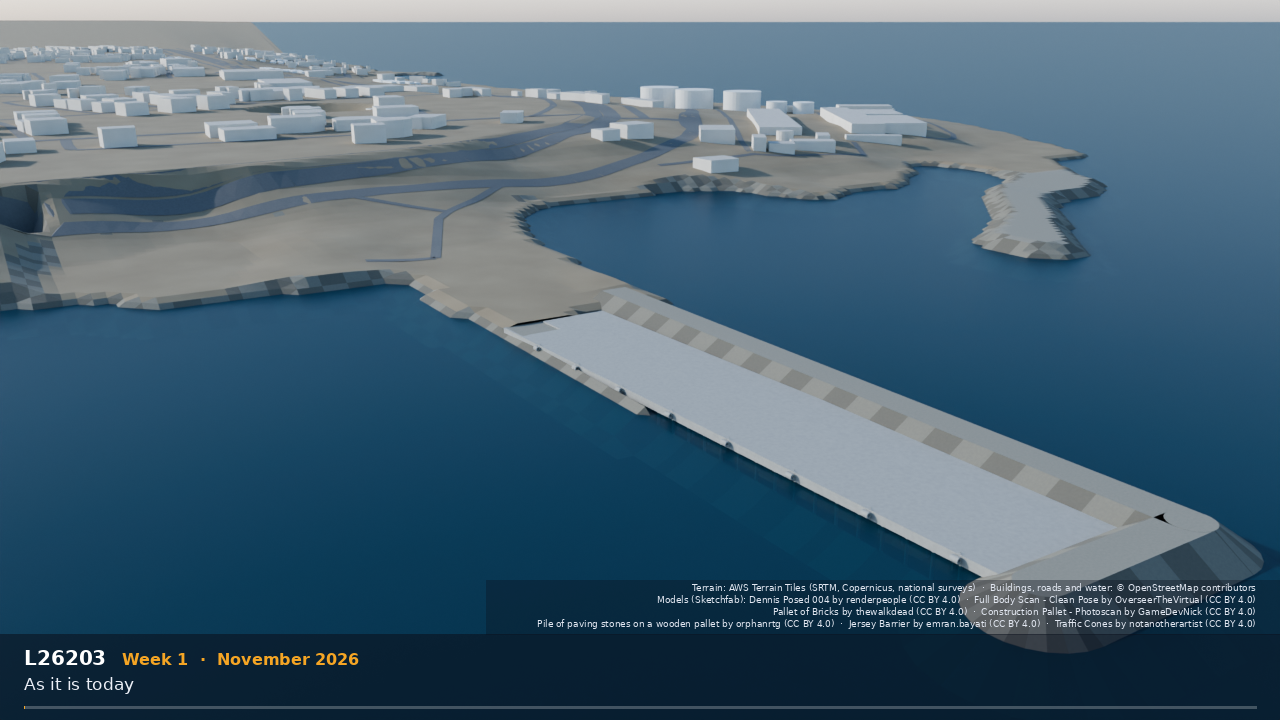 Terrain: AWS Terrain Tiles (SRTM, Copernicus, national surveys)  ·  Buildings, roads and water: © OpenStreetMap contributors
Models (Sketchfab): Dennis Posed 004 by renderpeople (CC BY 4.0)  ·  Full Body Scan - Clean Pose by OverseerTheVirtual (CC BY 4.0)
Pallet of Bricks by thewalkdead (CC BY 4.0)  ·  Construction Pallet - Photoscan by GameDevNick (CC BY 4.0)
Pile of paving stones on a wooden pallet by orphanrtg (CC BY 4.0)  ·  Jersey Barrier by emran.bayati (CC BY 4.0)  ·  Traffic Cones by notanotherartist (CC BY 4.0)
L26203 Week 1 · November 2026
As it is today